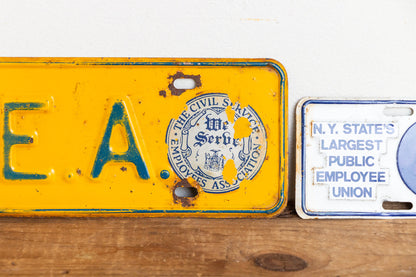 E.A.
THE CIVIL SERVICE
EMPLOYEES ASSOCIATION
We
Serve
N.Y. STATE'S
LARGEST
PUBLIC
EMPLOYEE
UNION